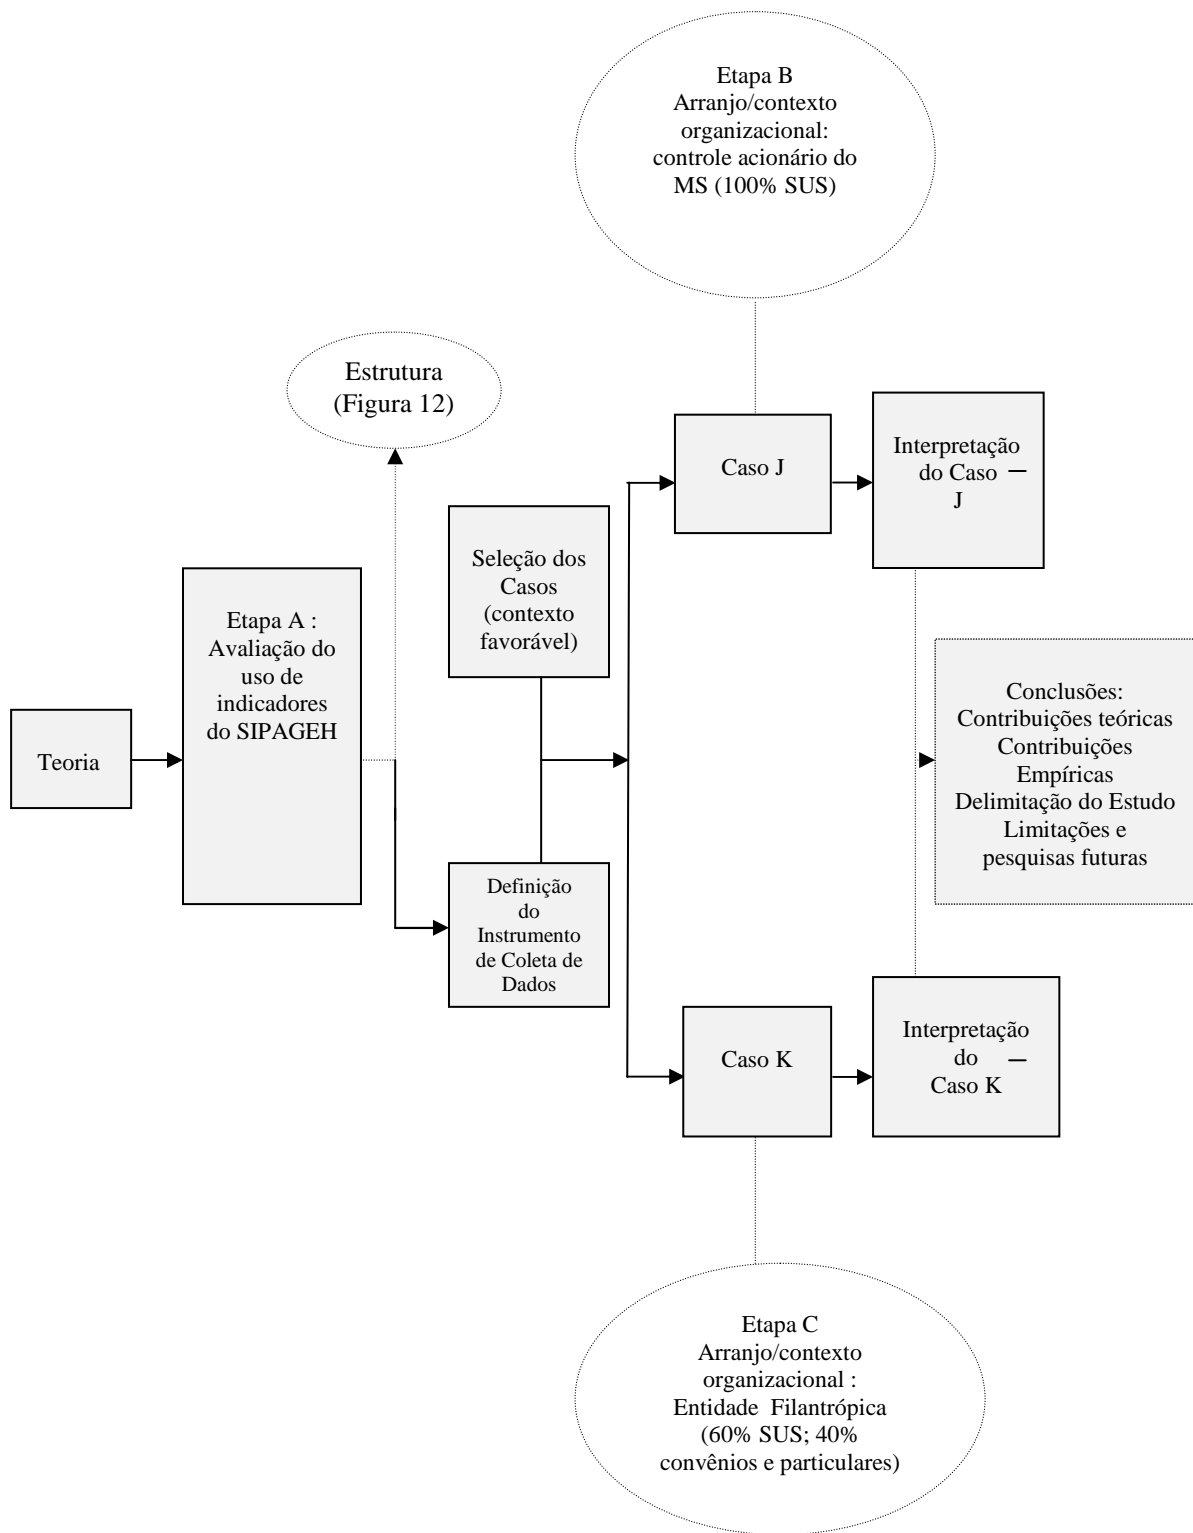 Etapa B
Arranjo/contexto
organizacional:
controle acionário do
MS (100% SUS)
Estrutura
(Figura 12)
Caso J
Interpretação
do Caso –
J
Seleção dos
Casos
(contexto
favorável)
Etapa A :
Avaliação do
uso de
indicadores
do SIPAGEH
Teoria
Conclusões:
Contribuições teóricas
Contribuições
Empíricas
Delimitação do Estudo
Limitações e
pesquisas futuras
Definição
do
Instrumento
de Coleta de
Dados
Caso K
Interpretação
do –
Caso K
Etapa C
Arranjo/contexto
organizacional :
Entidade Filantrópica
(60% SUS; 40%
convênios e particulares)